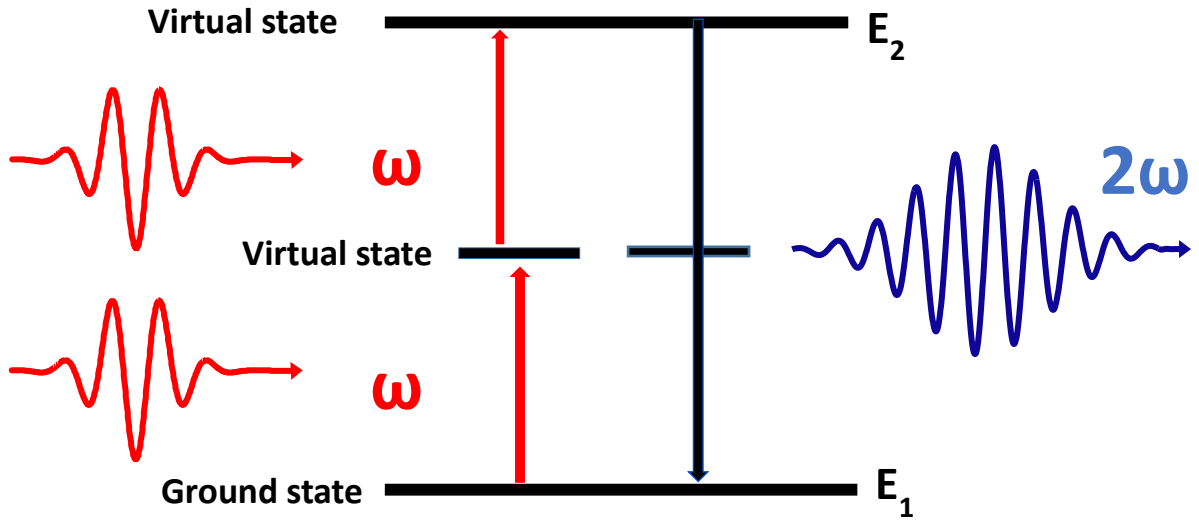 Virtual state
E₂
ω
2ω
Virtual state
ω
Ground state
E₁